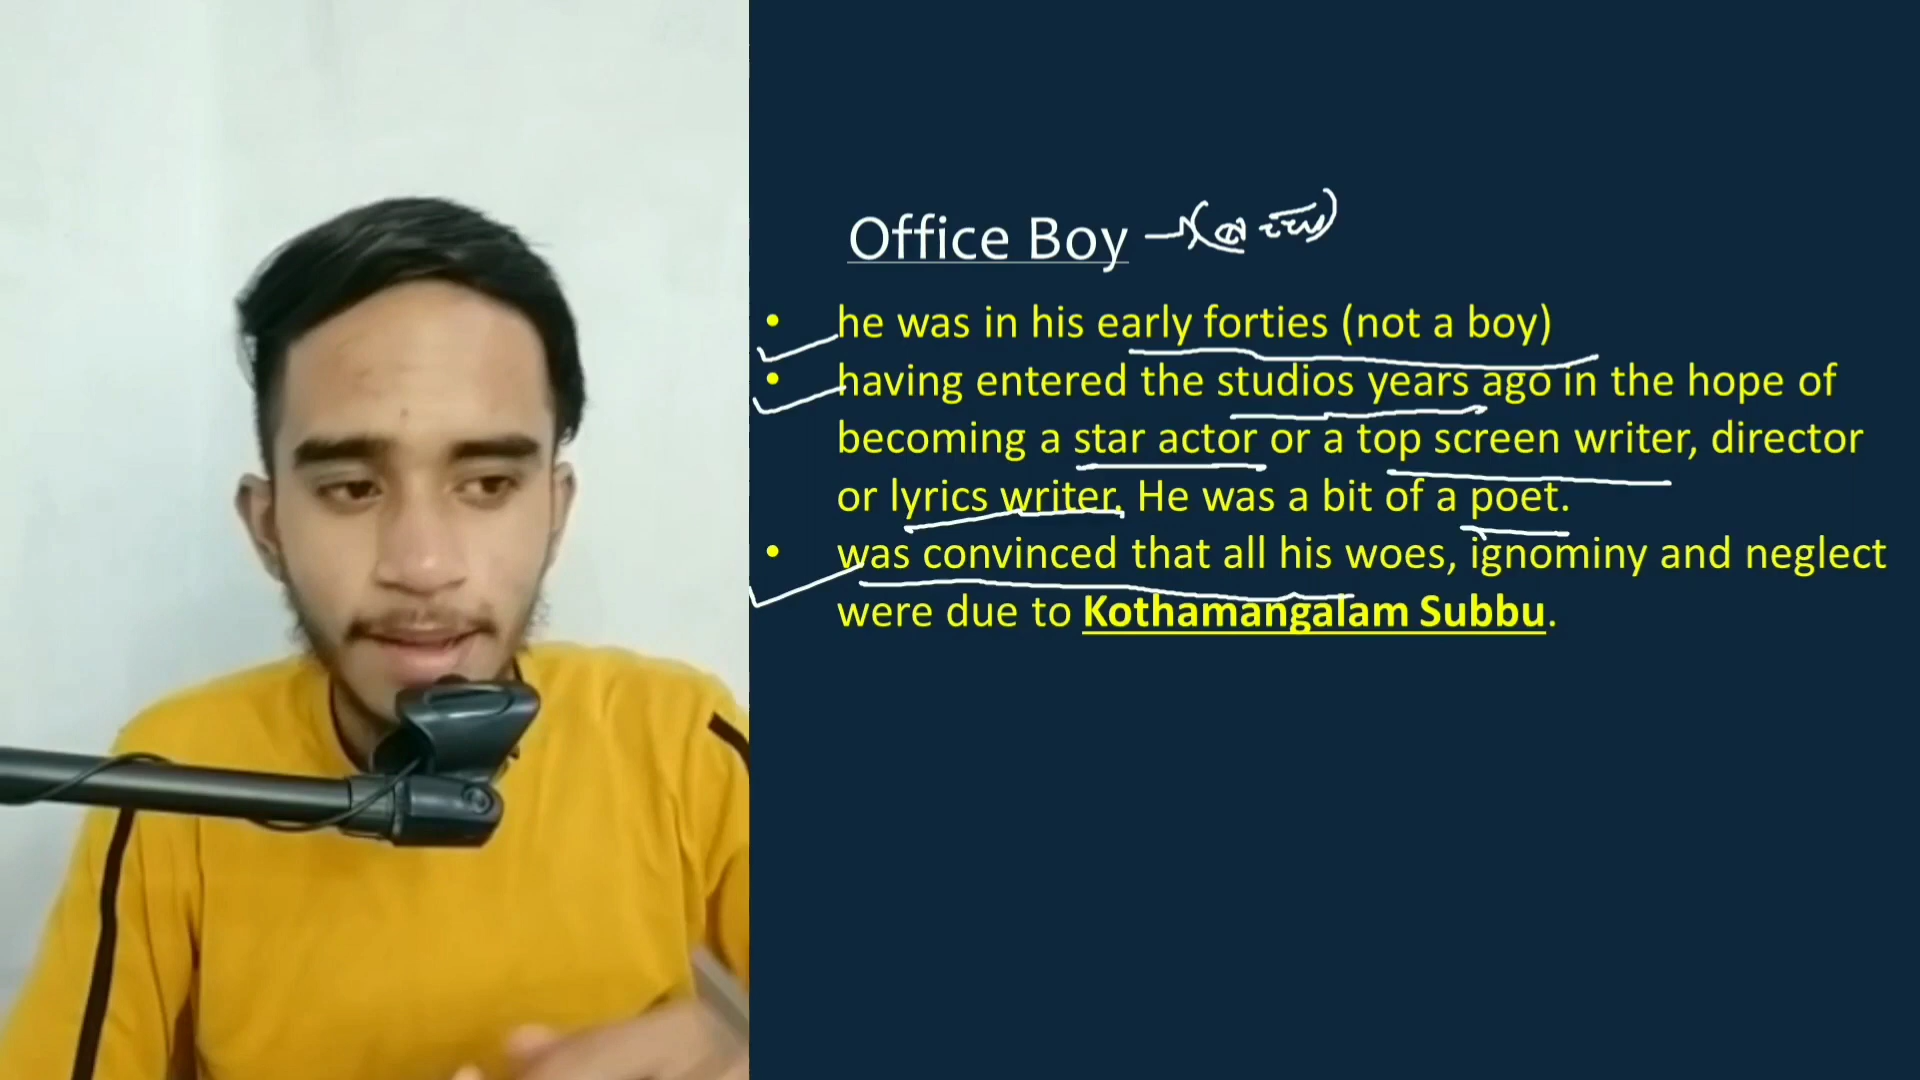 Office Boy
• he was in his early forties (not a boy)
• having entered the studios years ago in the hope of
becoming a star actor or a top screen writer, director
or lyrics writer. He was a bit of a poet.
• was convinced that all his woes, ignominy and neglect
were due to Kothamangalam Subbu.